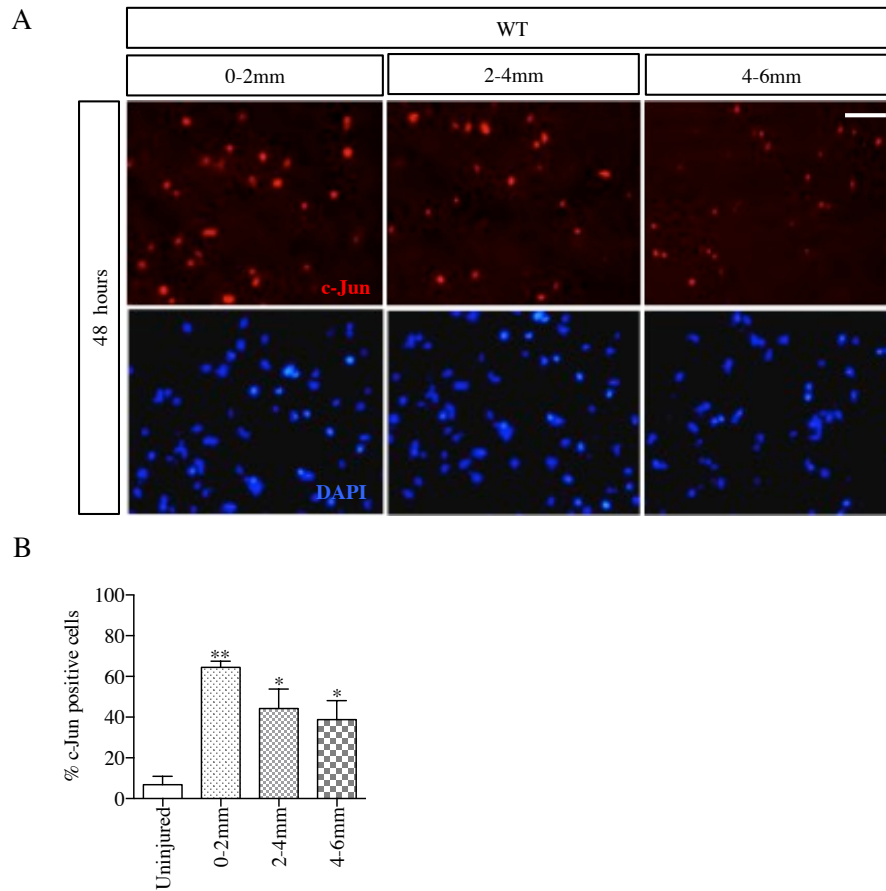 A
WT
0-2mm
2-4mm
4-6mm
48 hours
c-Jun
DAPI
B
% c-Jun positive cells
100
80
60
40
20
0
**
*
*
Uninjured
0-2mm
2-4mm
4-6mm